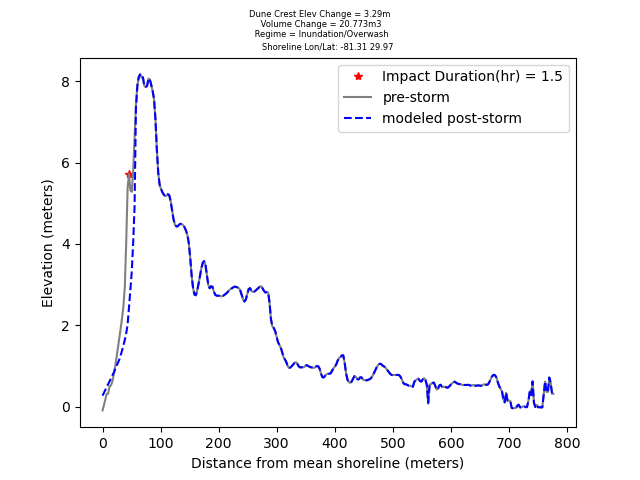 Dune Crest Elev Change = 3.29m
Volume Change = 20.773m3
Regime = Inundation/Overwash
Shoreline Lon/Lat: -81.31 29.97
Impact Duration(hr) = 1.5
pre-storm
modeled post-storm
8
6
4
2
0
Elevation (meters)
0 100 200 300 400 500 600 700 800
Distance from mean shoreline (meters)